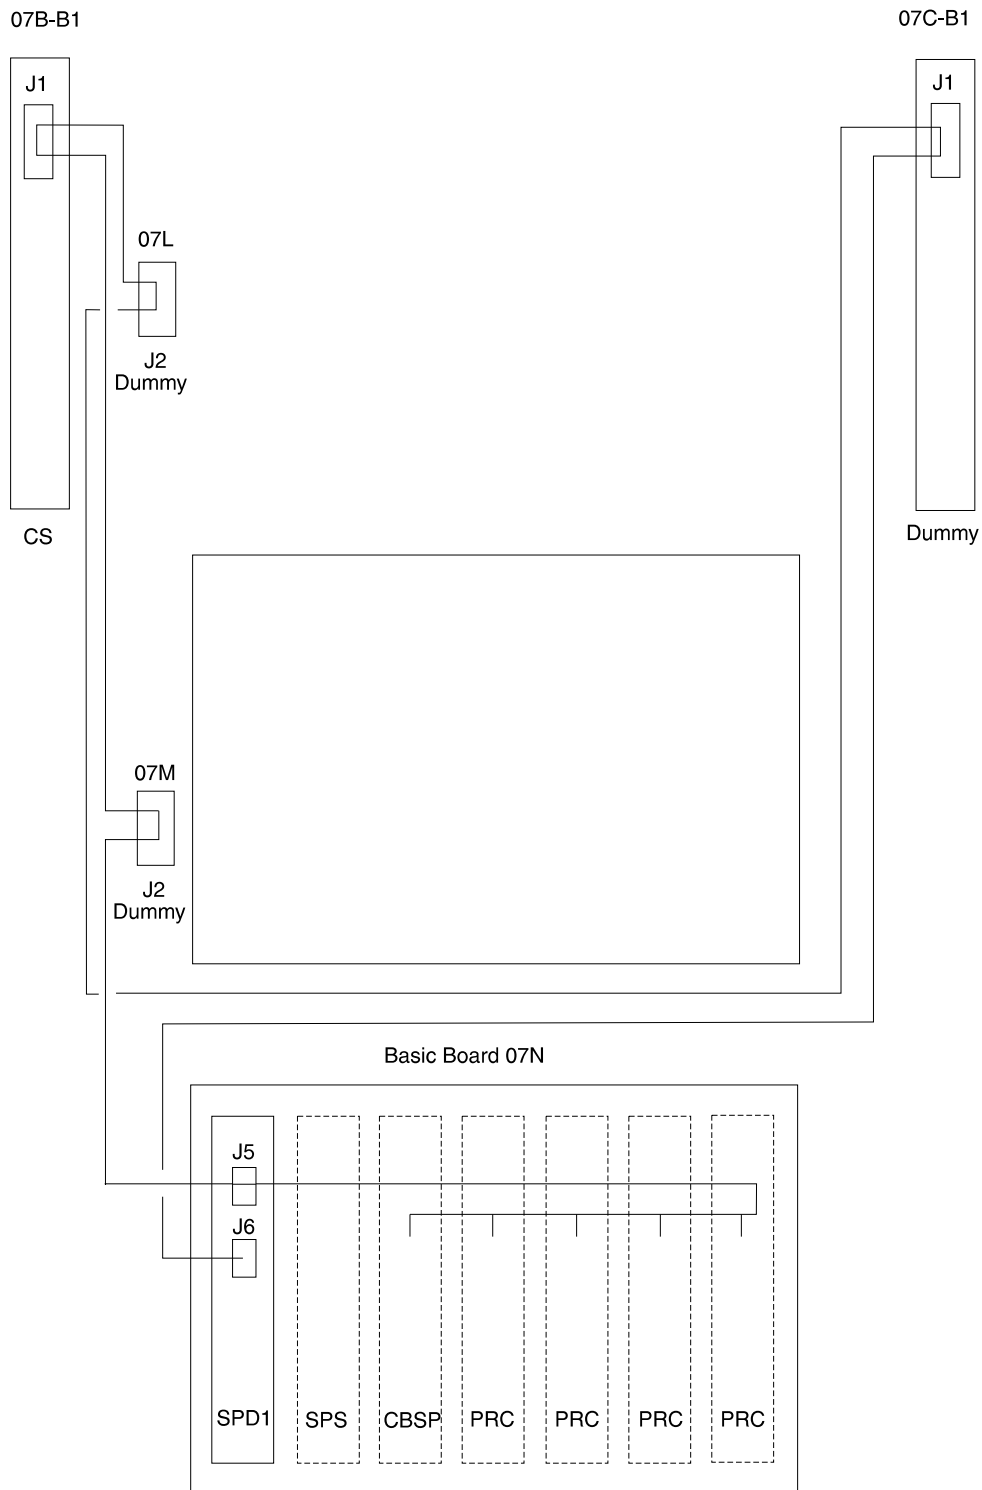 07B-B1
07C-B1
J1
J1
07L
J2
Dummy
CS
Dummy
07M
J2
Dummy
Basic Board 07N
J5
J6
SPD1
SPS
CBSP
PRC
PRC
PRC
PRC